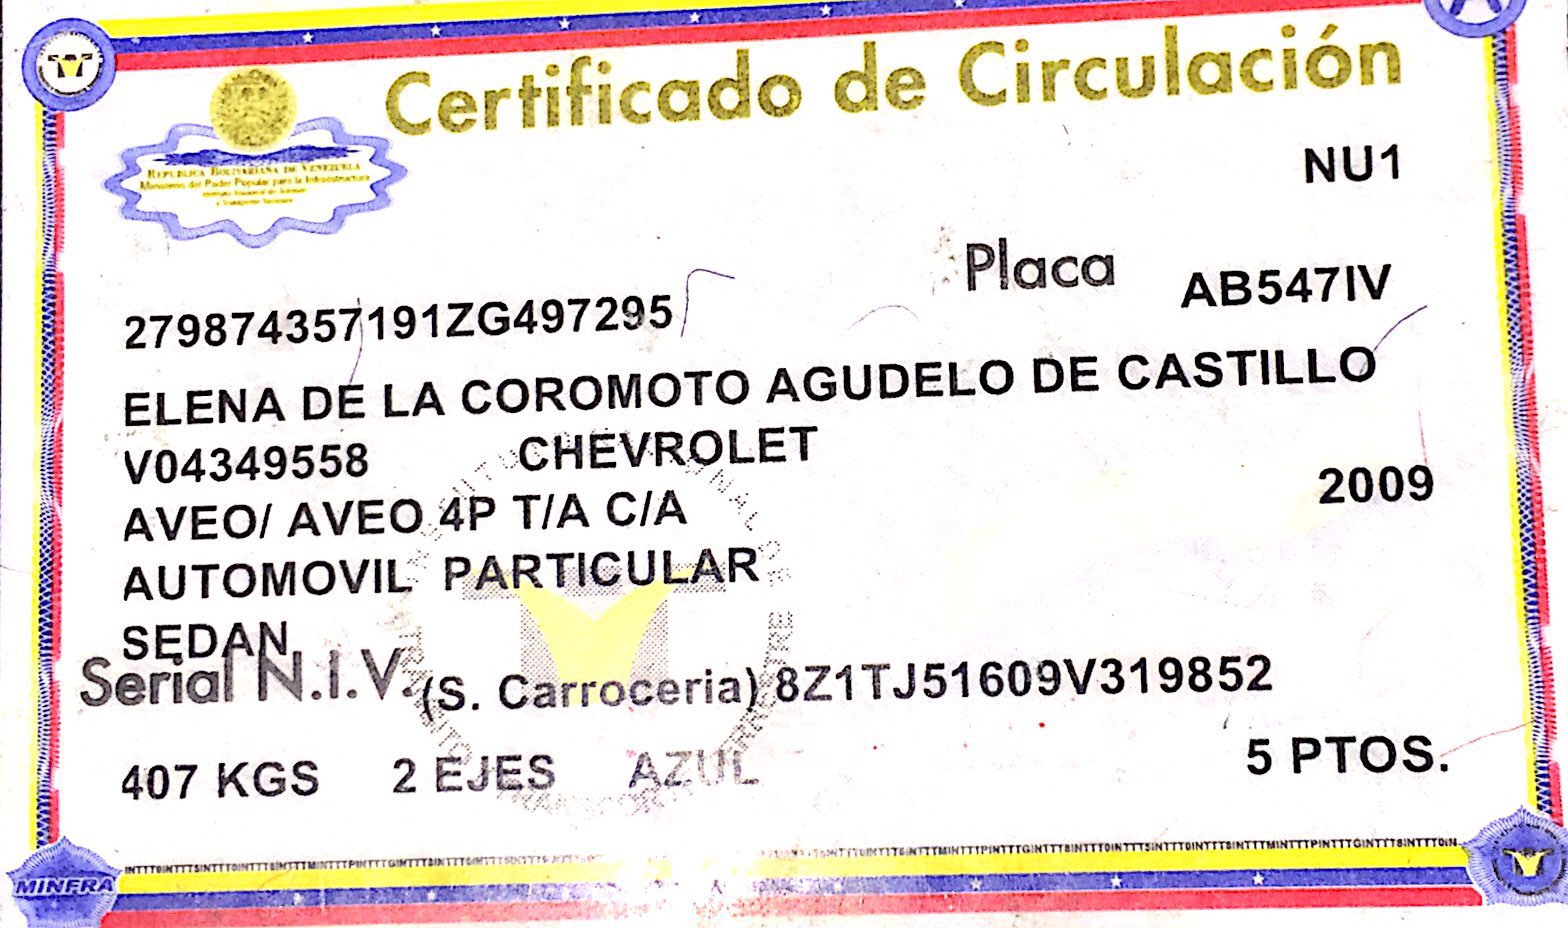 Certificado de Circulación
REPÚBLICA BOLIVARIANA DE VENEZUELA
Ministerio del Poder Popular para la Infraestructura
NU1
Placa AB547IV
279874357191ZG497295
ELENA DE LA COROMOTO AGUDELO DE CASTILLO
V04349558 CHEVROLET
AVEO/ AVEO 4P T/A C/A 2009
AUTOMOVIL PARTICULAR
SEDAN
Serial N.I.V. (S. Carroceria) 8Z1TJ51609V319852
407 KGS 2 EJES AZUL 5 PTOS.
MINFRA